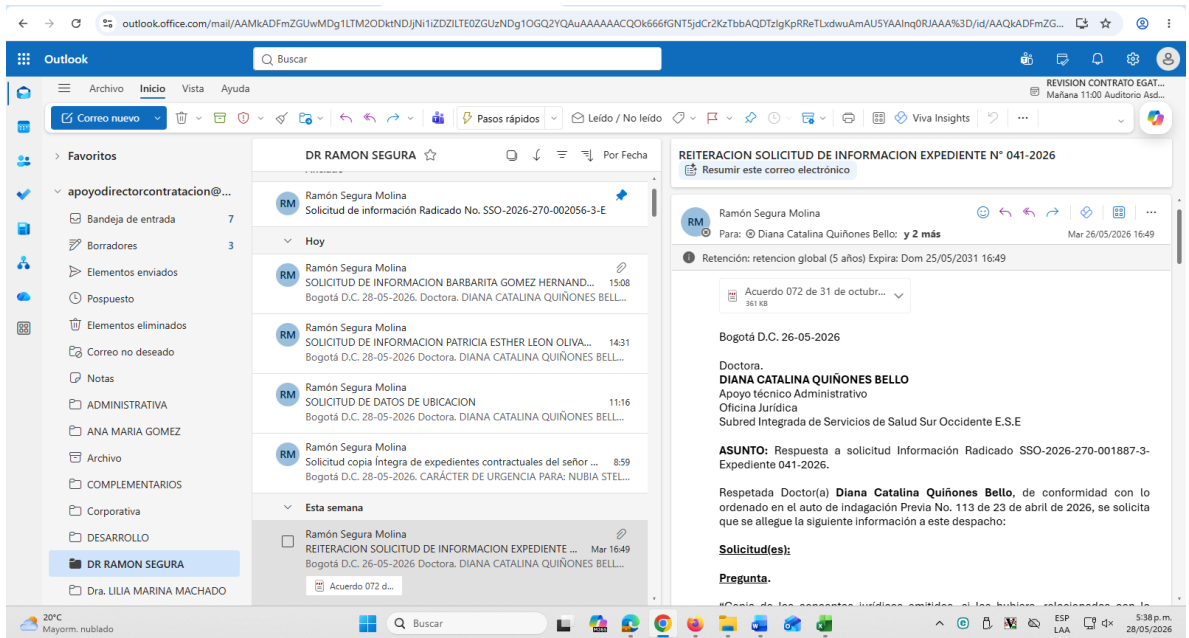 outlook.office.com/mail/
Outlook
Buscar
Archivo Inicio Vista Ayuda
REVISION CONTRATO EGAT...
Mañana 11:00 Auditorio Asd...
Correo nuevo
Pasos rápidos
Leído / No leído
Viva Insights
Favoritos
apoyodirectorcontratacion@...
Bandeja de entrada 7
Borradores 3
Elementos enviados
Pospuesto
Elementos eliminados
Correo no deseado
Notas
ADMINISTRATIVA
ANA MARIA GOMEZ
Archivo
COMPLEMENTARIOS
Corporativa
DESARROLLO
DR RAMON SEGURA
Dra. LILIA MARINA MACHADO
DR RAMON SEGURA
Por Fecha
RM
Ramón Segura Molina
Solicitud de información Radicado No. SSO-2026-270-002056-3-E
Hoy
RM
Ramón Segura Molina
SOLICITUD DE INFORMACION BARBARITA GOMEZ HERNAND... 15:08
Bogotá D.C. 28-05-2026. Doctora. DIANA CATALINA QUIÑONES BELL...
RM
Ramón Segura Molina
SOLICITUD DE INFORMACION PATRICIA ESTHER LEON OLIVA... 14:31
Bogotá D.C. 28-05-2026 Doctora. DIANA CATALINA QUIÑONES BELL...
RM
Ramón Segura Molina
SOLICITUD DE DATOS DE UBICACION 11:16
Bogotá D.C. 28-05-2026 Doctora. DIANA CATALINA QUIÑONES BELL...
RM
Ramón Segura Molina
Solicitud copia Íntegra de expedientes contractuales del señor ... 8:59
Bogotá D.C. 28-05-2026. CARÁCTER DE URGENCIA PARA: NUBIA STEL...
Esta semana
Ramón Segura Molina
REITERACION SOLICITUD DE INFORMACION EXPEDIENTE ... Mar 16:49
Bogotá D.C. 26-05-2026 Doctora. DIANA CATALINA QUIÑONES BELL...
Acuerdo 072 d...
REITERACION SOLICITUD DE INFORMACION EXPEDIENTE N° 041-2026
Resumir este correo electrónico
RM
Ramón Segura Molina
Para: Diana Catalina Quiñones Bello; y 2 más
Mar 26/05/2026 16:49
Retención: retencion global (5 años) Expira: Dom 25/05/2031 16:49
Acuerdo 072 de 31 de octubr...
361 KB
Bogotá D.C. 26-05-2026
Doctora.
DIANA CATALINA QUIÑONES BELLO
Apoyo técnico Administrativo
Oficina Jurídica
Subred Integrada de Servicios de Salud Sur Occidente E.S.E
ASUNTO: Respuesta a solicitud Información Radicado SSO-2026-270-001887-3-
Expediente 041-2026.
Respetada Doctor(a) Diana Catalina Quiñones Bello, de conformidad con lo
ordenado en el auto de indagación Previa No. 113 de 23 de abril de 2026, se solicita
que se allegue la siguiente información a este despacho:
Solicitud(es):
Pregunta.
20°C
Mayorm. nublado
Buscar
ESP
LAA
5:38 p.m.
28/05/2026